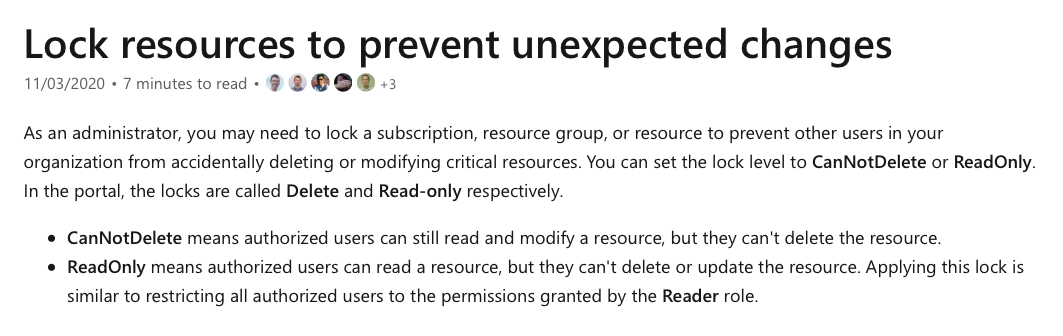 Lock resources to prevent unexpected changes
11/03/2020 • 7 minutes to read • +3
As an administrator, you may need to lock a subscription, resource group, or resource to prevent other users in your
organization from accidentally deleting or modifying critical resources. You can set the lock level to CanNotDelete or ReadOnly.
In the portal, the locks are called Delete and Read-only respectively.
• CanNotDelete means authorized users can still read and modify a resource, but they can't delete the resource.
• ReadOnly means authorized users can read a resource, but they can't delete or update the resource. Applying this lock is
similar to restricting all authorized users to the permissions granted by the Reader role.